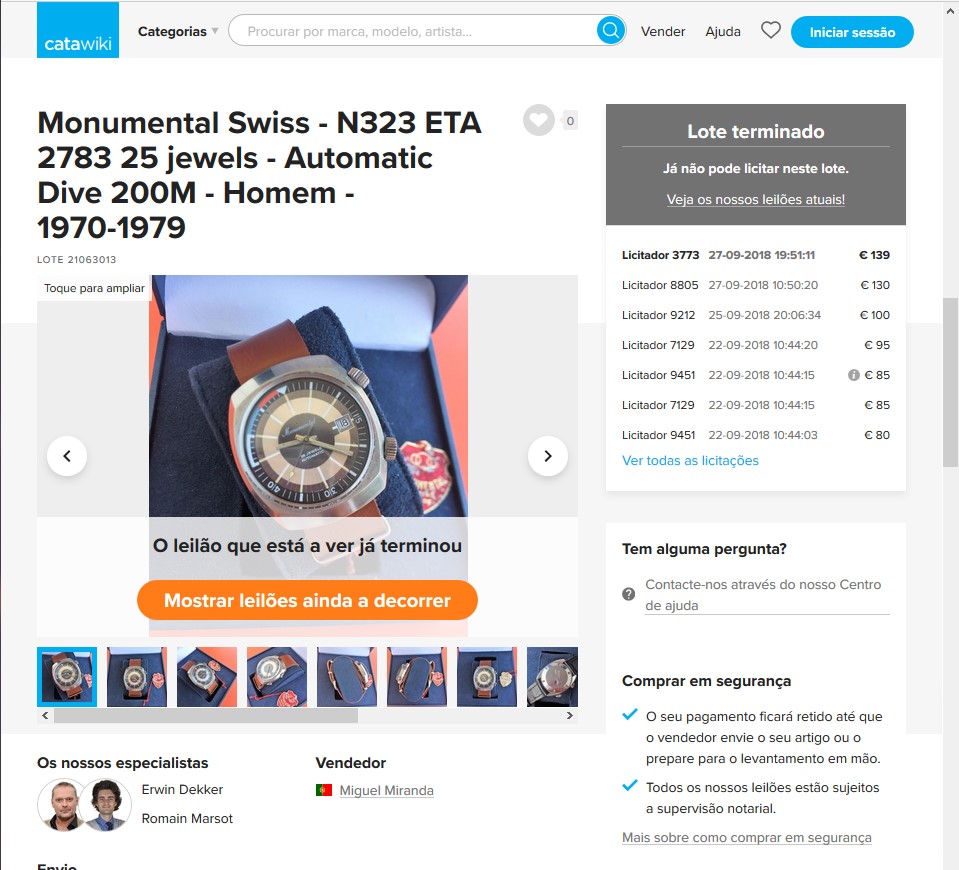 catawiki
Categorias
Procurar por marca, modelo, artista...
Vender
Ajuda
Iniciar sessão
Monumental Swiss - N323 ETA
2783 25 jewels - Automatic
Dive 200M - Homem -
1970-1979
0
LOTE 21063013
Toque para ampliar
O leilão que está a ver já terminou
Mostrar leilões ainda a decorrer
Lote terminado
Já não pode licitar neste lote.
Veja os nossos leilões atuais!
Licitador 3773 27-09-2018 19:51:11 € 139
Licitador 8805 27-09-2018 10:50:20 € 130
Licitador 9212 25-09-2018 20:06:34 € 100
Licitador 7129 22-09-2018 10:44:20 € 95
Licitador 9451 22-09-2018 10:44:15 € 85
Licitador 7129 22-09-2018 10:44:15 € 85
Licitador 9451 22-09-2018 10:44:03 € 80
Ver todas as licitações
Tem alguma pergunta?
Contacte-nos através do nosso Centro
de ajuda
Comprar em segurança
O seu pagamento ficará retido até que
o vendedor envie o seu artigo ou o
prepare para o levantamento em mão.
Todos os nossos leilões estão sujeitos
a supervisão notarial.
Mais sobre como comprar em segurança
Os nossos especialistas
Erwin Dekker
Romain Marsot
Vendedor
Miguel Miranda
Envio